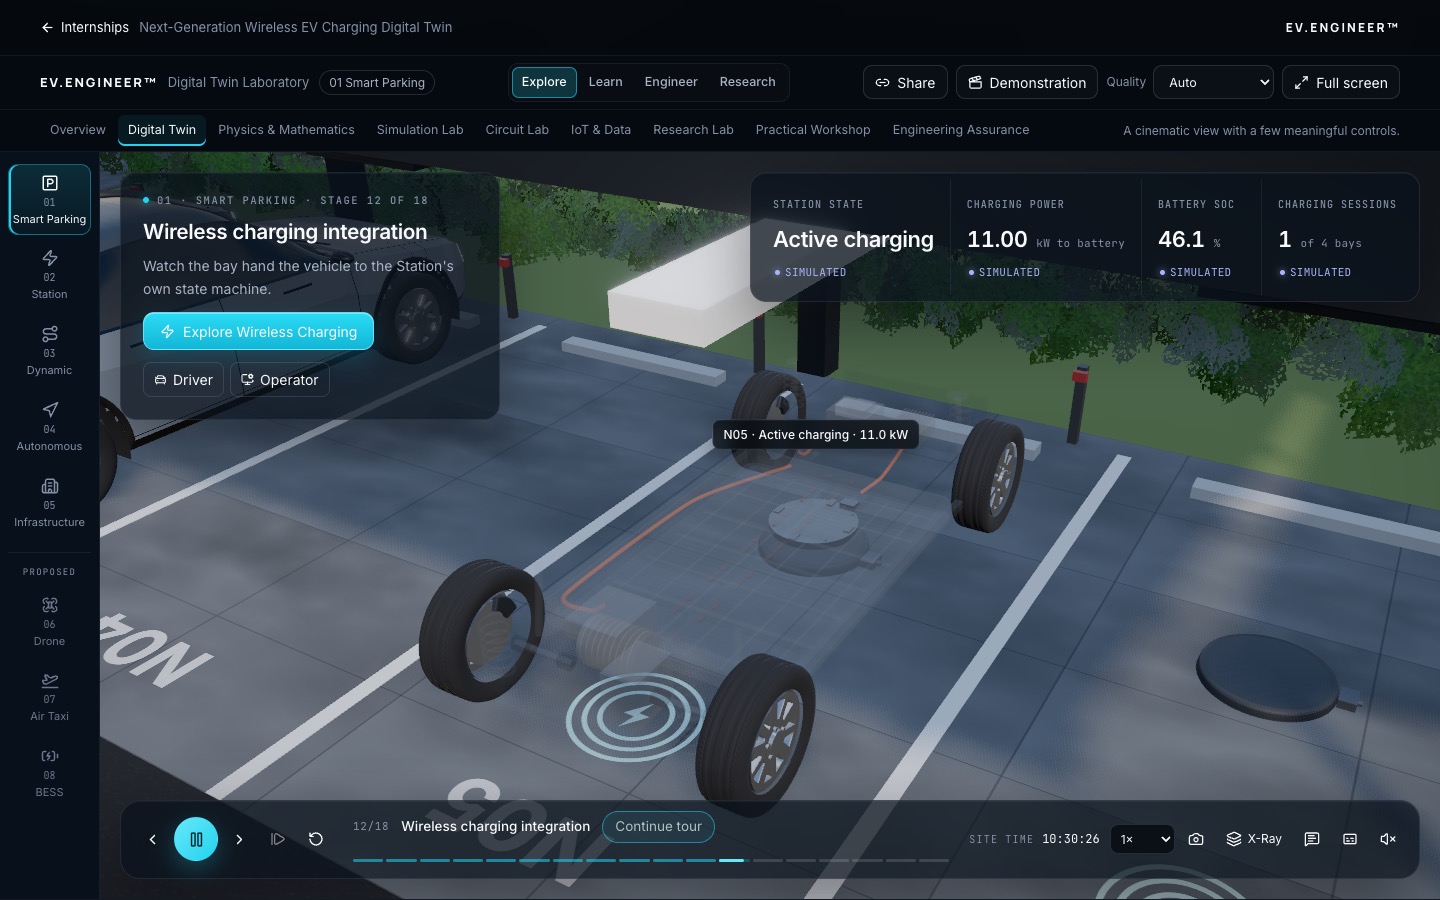 Internships Next-Generation Wireless EV Charging Digital Twin EV.ENGINEER™
EV.ENGINEER™ Digital Twin Laboratory 01 Smart Parking Explore Learn Engineer Research Share Demonstration Quality Auto Full screen
Overview Digital Twin Physics & Mathematics Simulation Lab Circuit Lab IoT & Data Research Lab Practical Workshop Engineering Assurance A cinematic view with a few meaningful controls.
01
Smart Parking
02
Station
03
Dynamic
04
Autonomous
05
Infrastructure
PROPOSED
06
Drone
07
Air Taxi
08
BESS
01 · SMART PARKING · STAGE 12 OF 18
Wireless charging integration
Watch the bay hand the vehicle to the Station's
own state machine.
Explore Wireless Charging
Driver Operator
STATION STATE CHARGING POWER BATTERY SOC CHARGING SESSIONS
Active charging 11.00 kW to battery 46.1 % 1 of 4 bays
SIMULATED SIMULATED SIMULATED SIMULATED
N05 · Active charging · 11.0 kW
N04
N05
12/18 Wireless charging integration Continue tour
SITE TIME 10:30:26 1× X-Ray